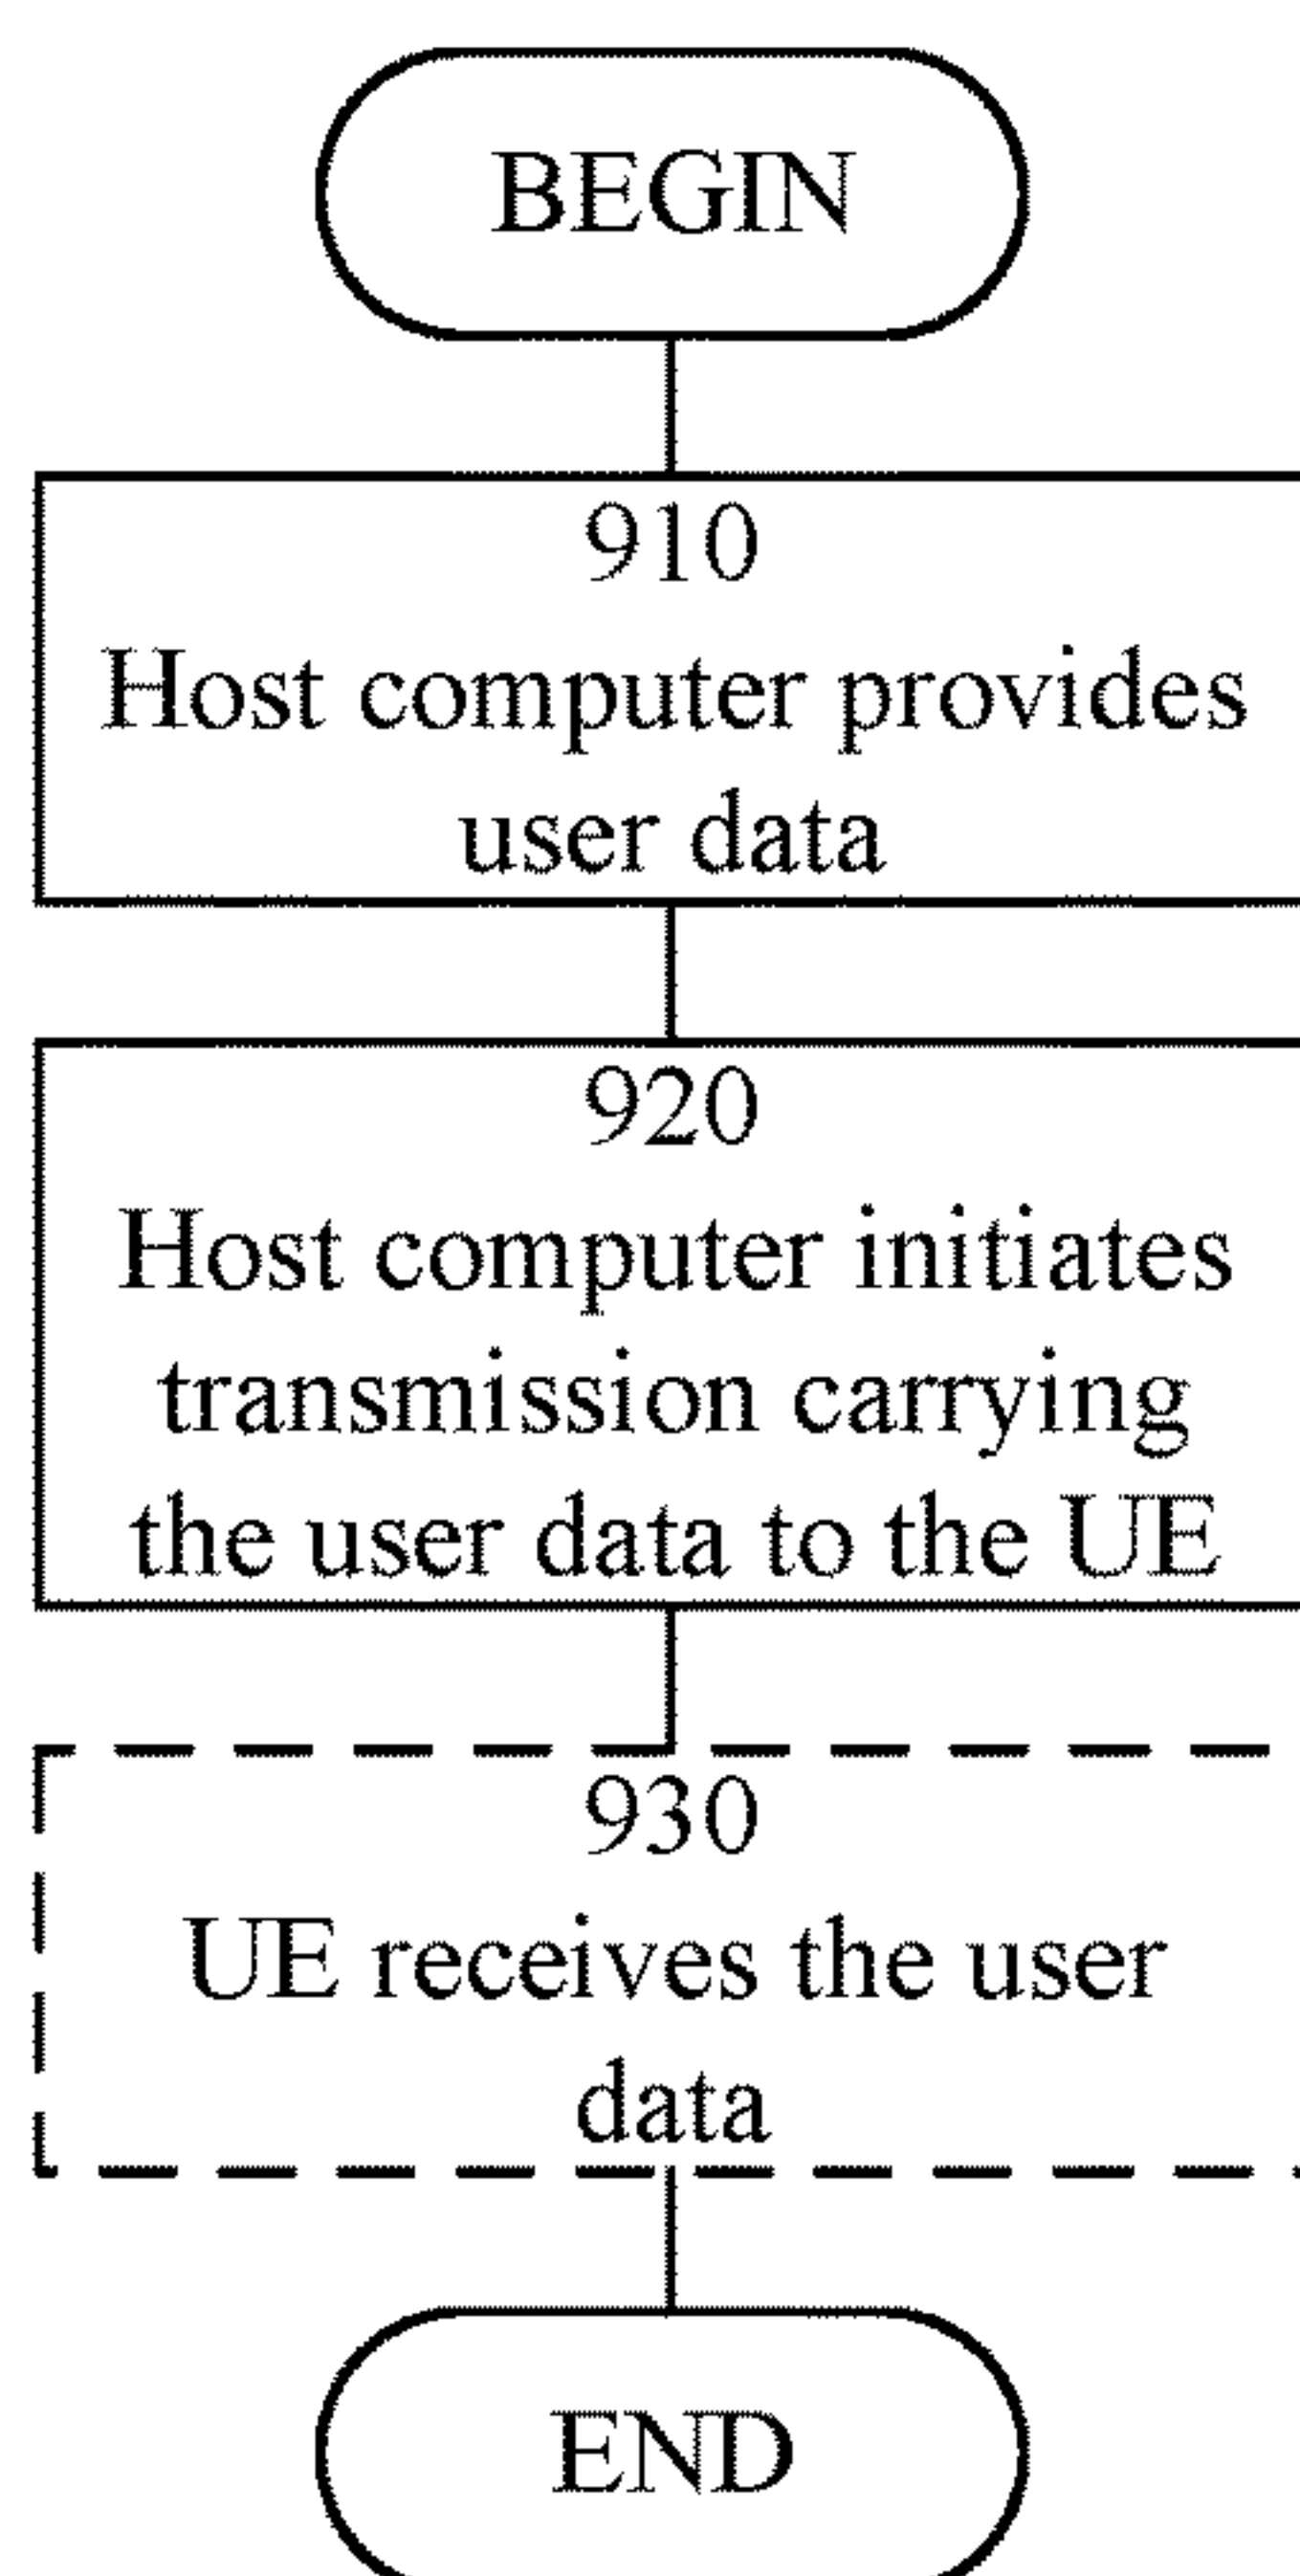 BEGIN
910
Host computer provides
user data
920
Host computer initiates
transmission carrying
the user data to the UE
930
UE receives the user
data
END